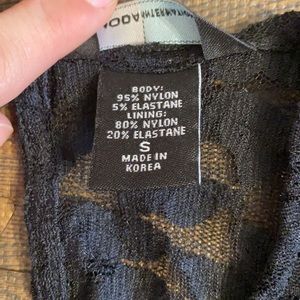 BODY:
95% NYLON
5% ELASTANE
LINING:
80% NYLON
20% ELASTANE
S
MADE IN
KOREA